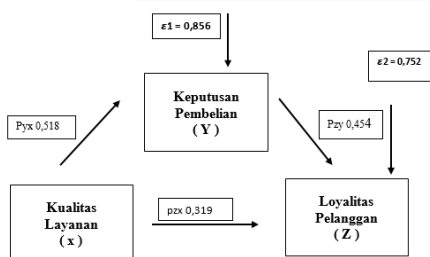 ε1 = 0,856
ε2 = 0,752
Keputusan
Pembelian
( Y )
Pyx 0,518
Pzy 0,454
Kualitas
Layanan
( x )
pzx 0,319
Loyalitas
Pelanggan
( Z )